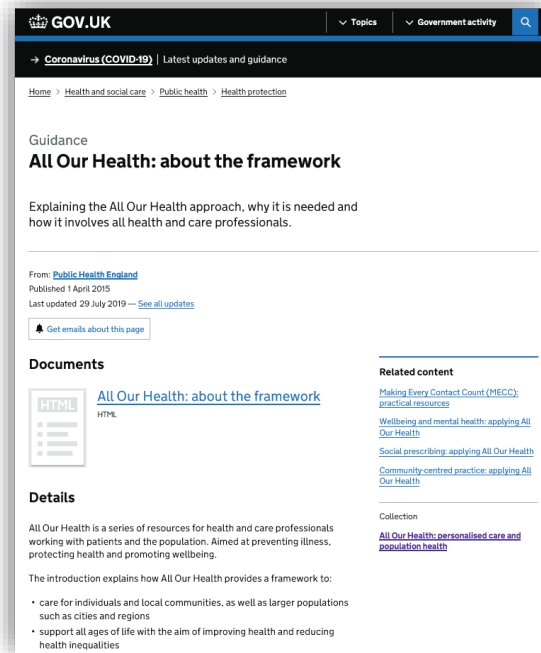 GOV.UK
Topics
Government activity
→ Coronavirus (COVID-19) | Latest updates and guidance
Home > Health and social care > Public health > Health protection
Guidance
All Our Health: about the framework
Explaining the All Our Health approach, why it is needed and
how it involves all health and care professionals.
From: Public Health England
Published 1 April 2015
Last updated 29 July 2019 — See all updates
Get emails about this page
Documents
HTML
All Our Health: about the framework
HTML
Details
All Our Health is a series of resources for health and care professionals
working with patients and the population. Aimed at preventing illness,
protecting health and promoting wellbeing.
The introduction explains how All Our Health provides a framework to:
• care for individuals and local communities, as well as larger populations
such as cities and regions
• support all ages of life with the aim of improving health and reducing
health inequalities
Related content
Making Every Contact Count (MECC):
practical resources
Wellbeing and mental health: applying All
Our Health
Social prescribing: applying All Our Health
Community-centred practice: applying All
Our Health
Collection
All Our Health: personalised care and
population health